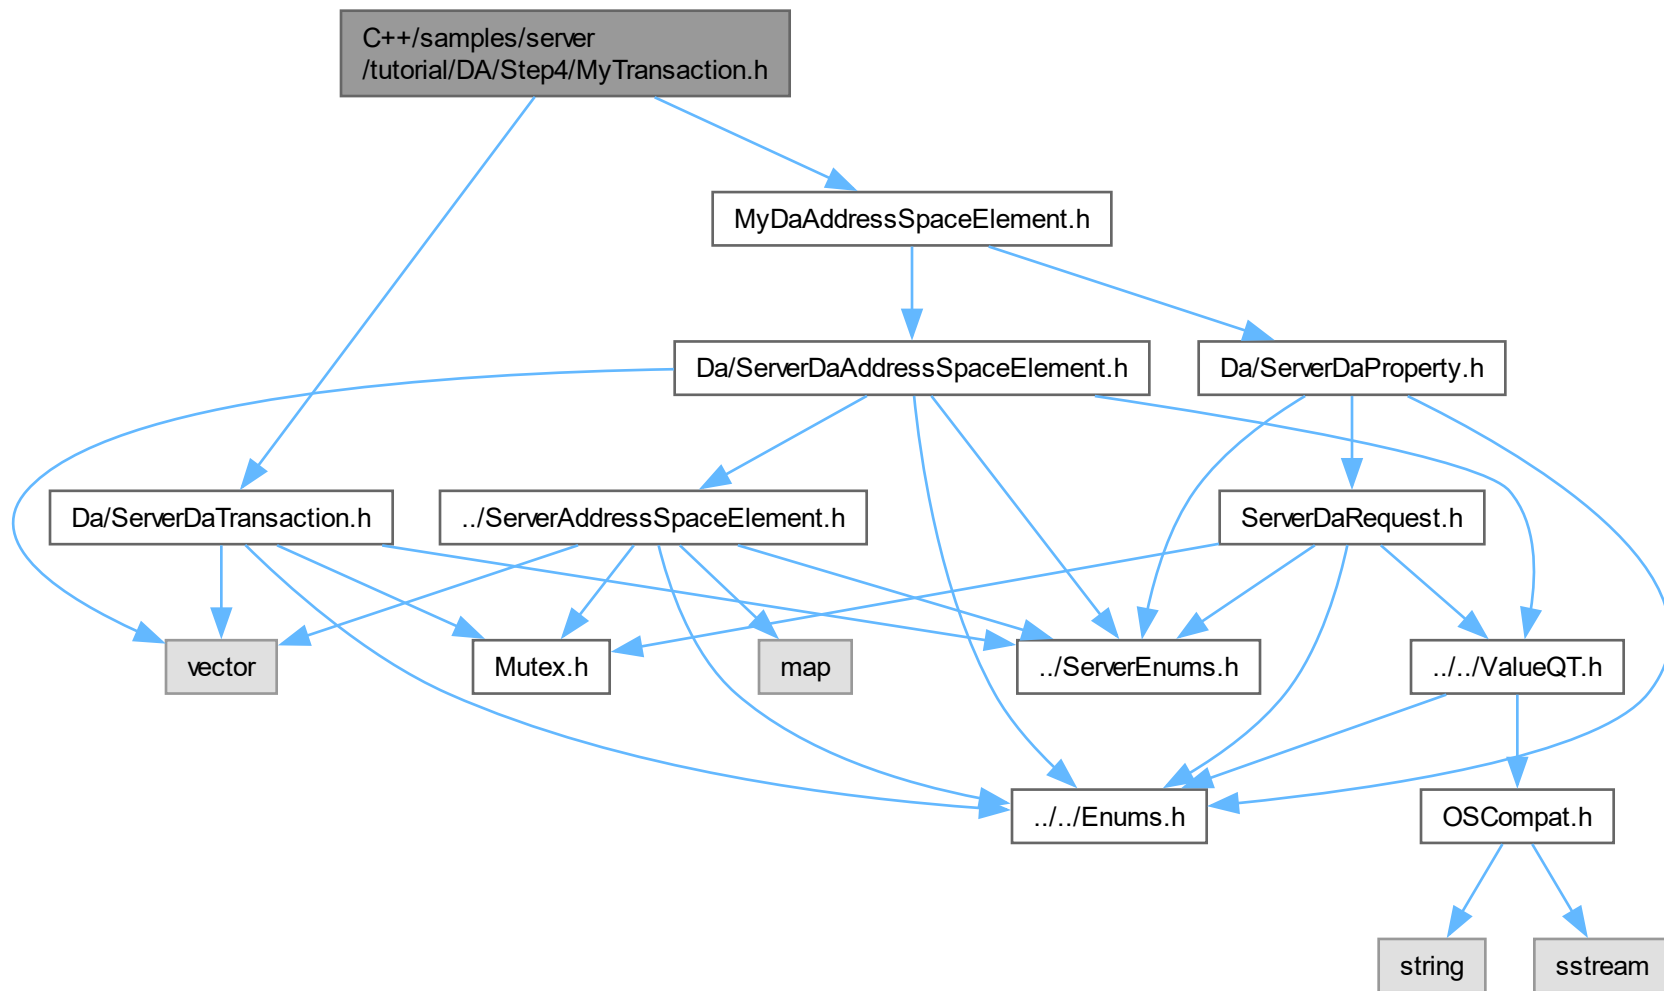 C++/samples/server
/tutorial/DA/Step4/MyTransaction.h
MyDaAddressSpaceElement.h
Da/ServerDaAddressSpaceElement.h
Da/ServerDaProperty.h
Da/ServerDaTransaction.h
../ServerAddressSpaceElement.h
ServerDaRequest.h
vector
Mutex.h
map
../ServerEnums.h
../../ValueQT.h
../../Enums.h
OSCompat.h
string
sstream